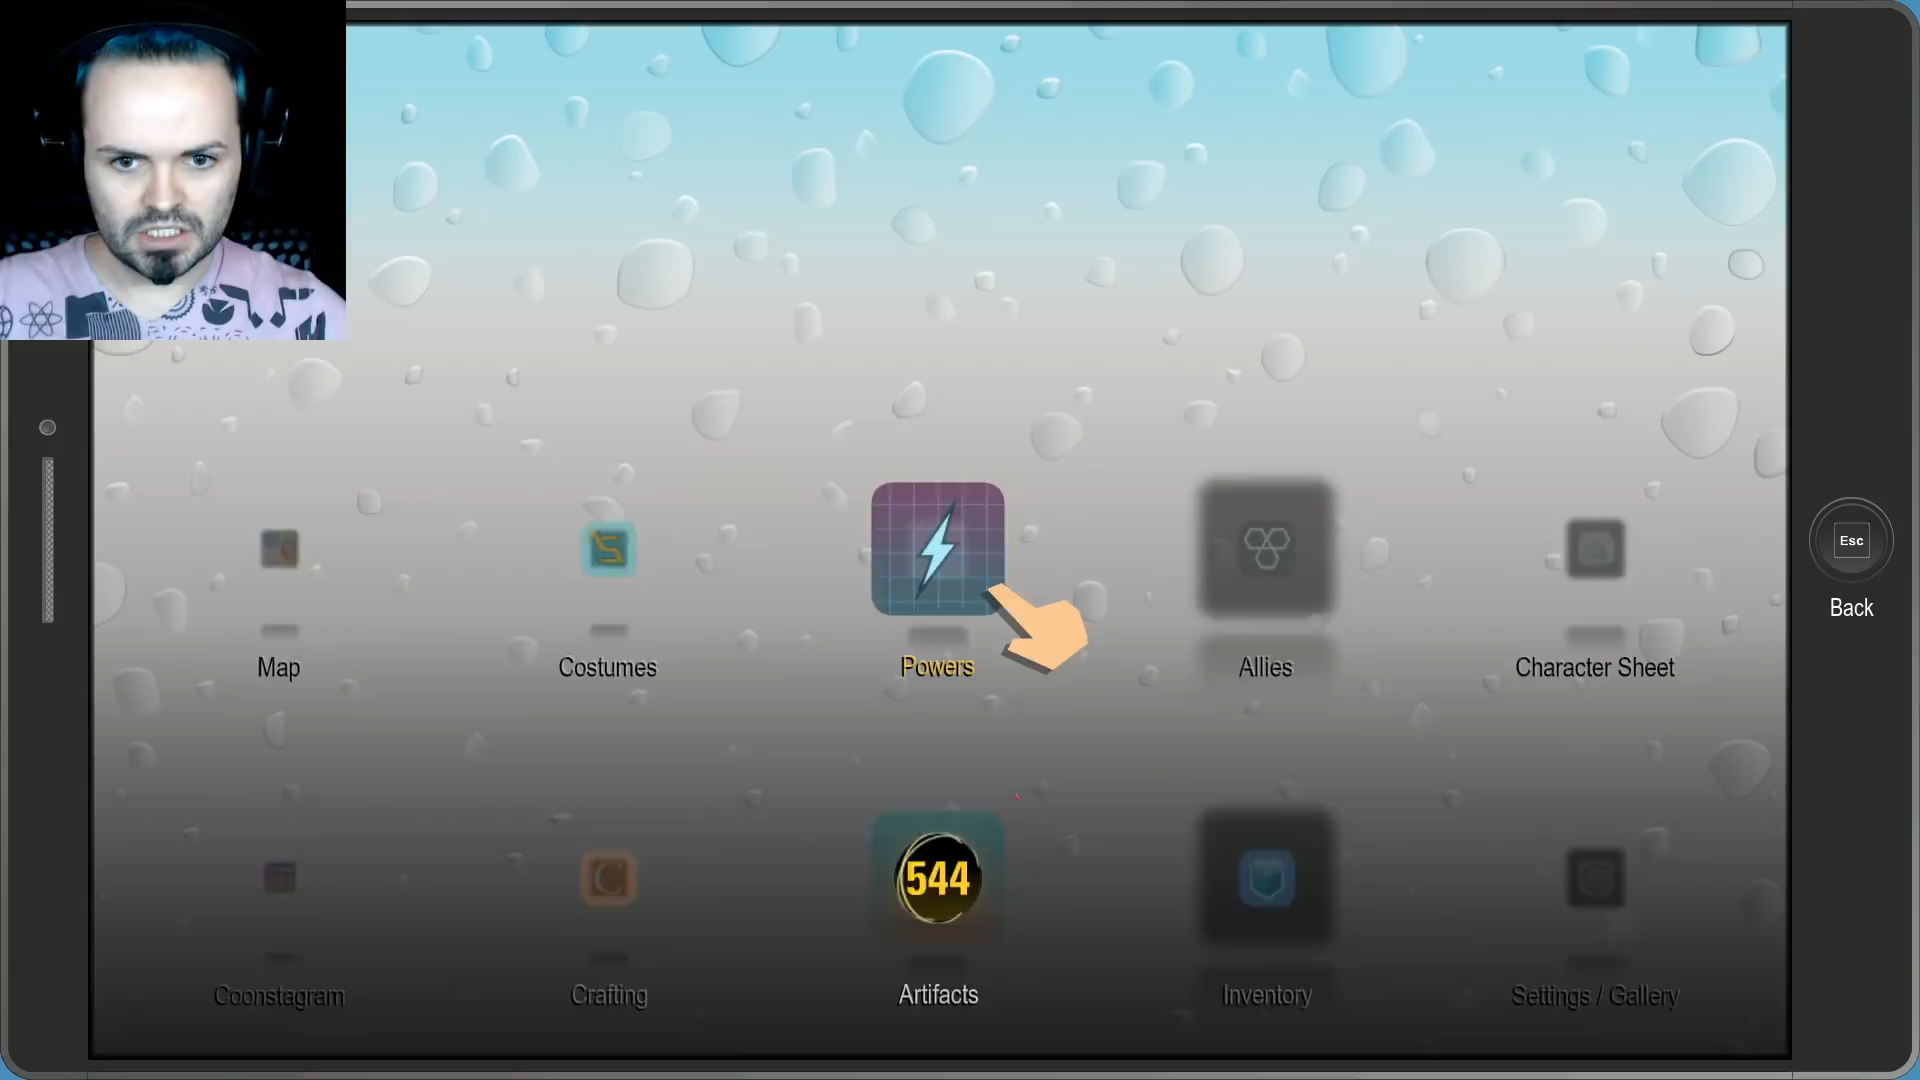 Map
Costumes
Powers
Allies
Character Sheet
Esc
Back
544
Coonstagram
Crafting
Artifacts
Inventory
Settings / Gallery